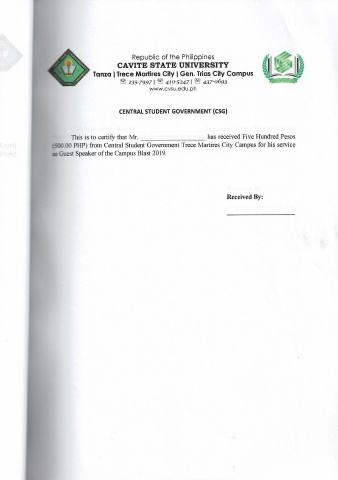 Republic of the Philippines
CAVITE STATE UNIVERSITY
Tanza | Trece Martires City | Gen. Trias City Campus
☏ 235-7997 | ☏ 410-5247 | ☏ 437-0693
www.cvsu.edu.ph
CENTRAL STUDENT GOVERNMENT (CSG)
This is to certify that Mr. ____________________ has received Five Hundred Pesos
(500.00 PHP) from Central Student Government Trece Martires City Campus for his service
as Guest Speaker of the Campus Blast 2019.
Received By:
____________________